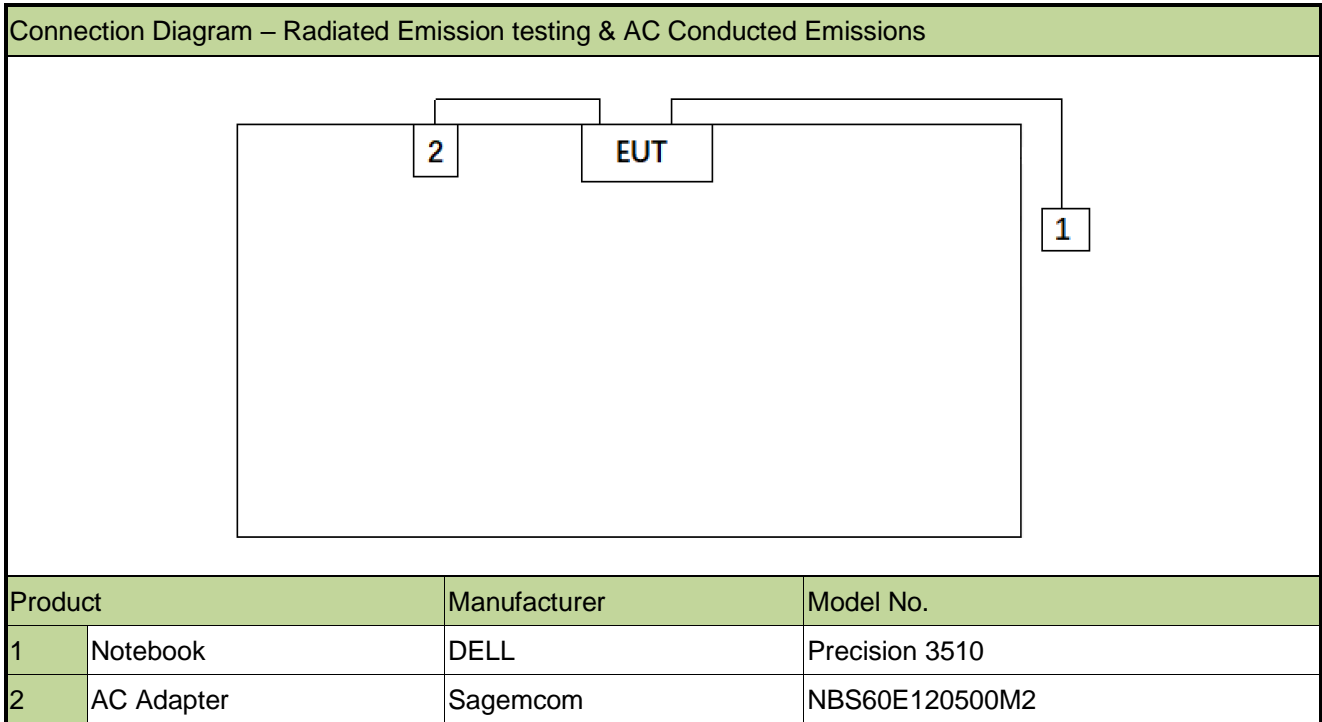 Connection Diagram – Radiated Emission testing & AC Conducted Emissions
2 EUT
1
Product Manufacturer Model No.
1 Notebook DELL Precision 3510
2 AC Adapter Sagemcom NBS60E120500M2